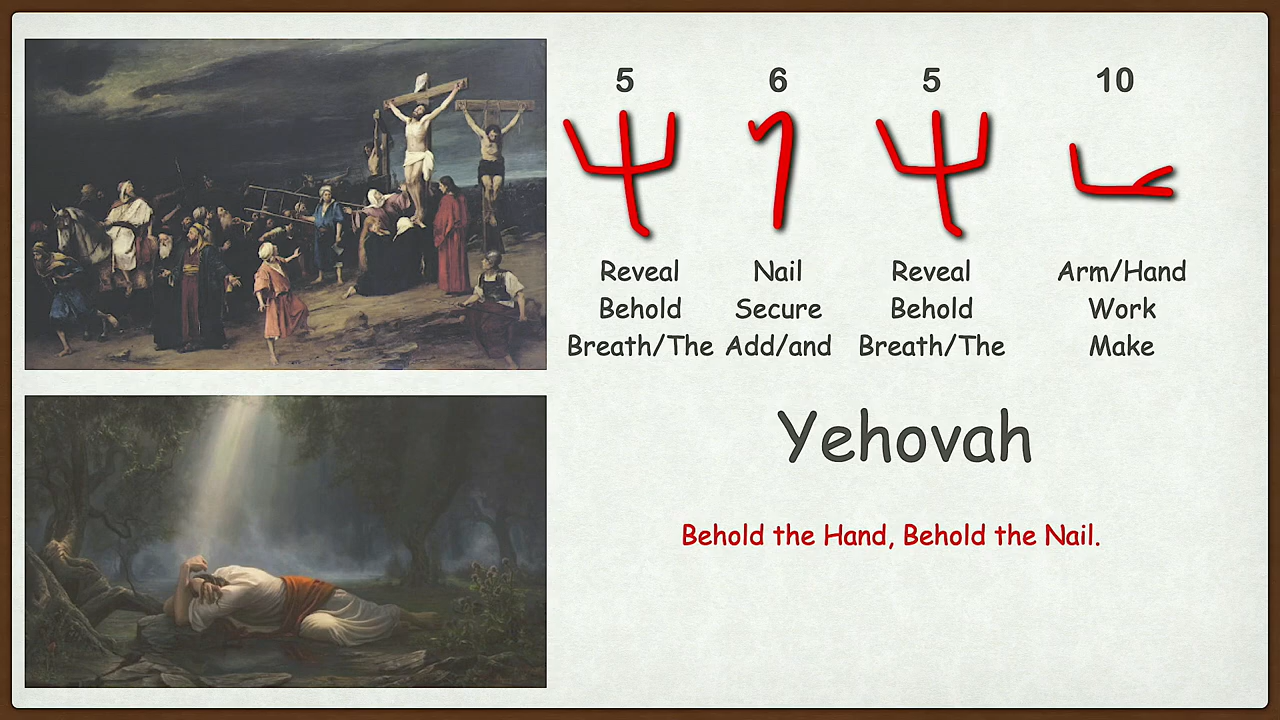 5 6 5 10
Reveal Nail Reveal Arm/Hand
Behold Secure Behold Work
Breath/The Add/and Breath/The Make
Yehovah
Behold the Hand, Behold the Nail.